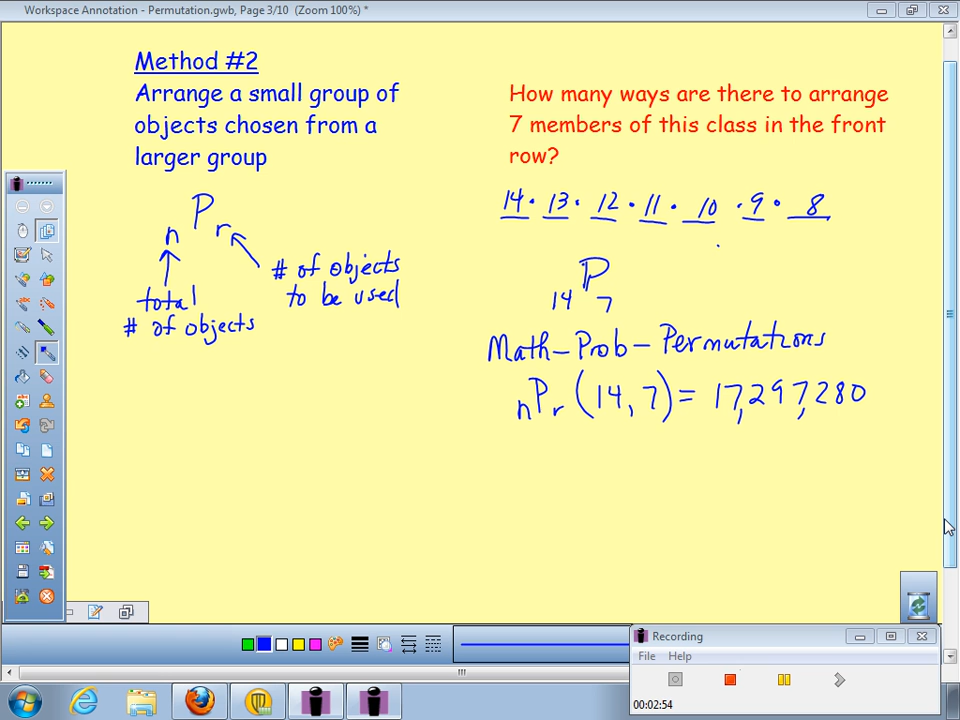 Workspace Annotation - Permutation.gwb, Page 3/10 (Zoom 100%) *
Method #2
Arrange a small group of
objects chosen from a
larger group
n P r
total
# of objects
# of objects
to be used
How many ways are there to arrange
7 members of this class in the front
row?
14 · 13 · 12 · 11 · 10 · 9 · 8
14 P 7
Math - Prob - Permutations
nPr (14, 7) = 17,297,280
Recording
File Help
00:02:54